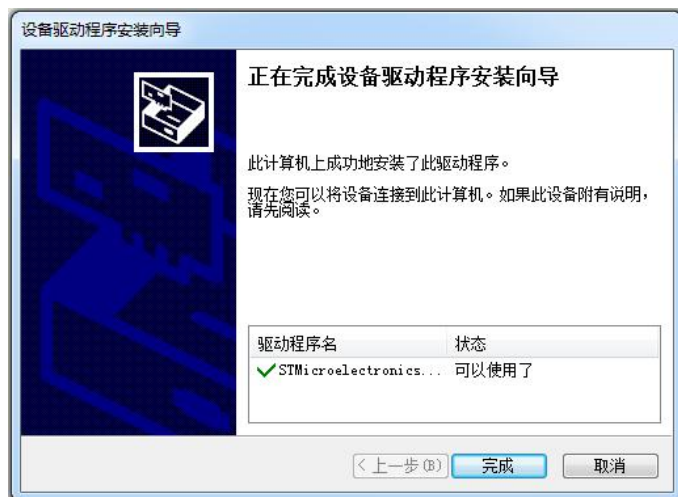 设备驱动程序安装向导
正在完成设备驱动程序安装向导
此计算机上成功地安装了此驱动程序。
现在您可以将设备连接到此计算机。如果此设备附有说明，
请先阅读。
驱动程序名 状态
STMicroelectronics... 可以使用了
<上一步(B) 完成 取消